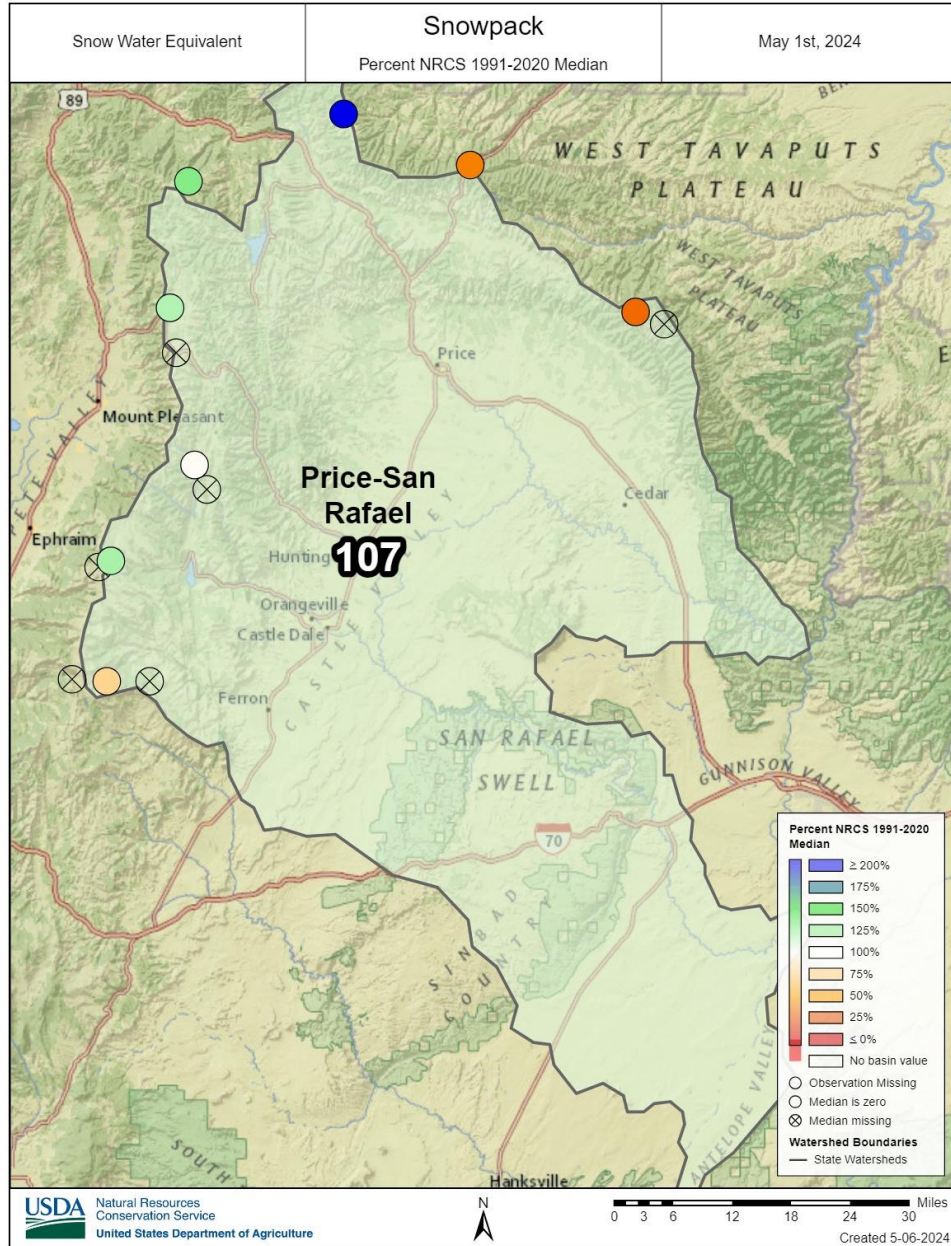 Snow Water Equivalent
Snowpack
Percent NRCS 1991-2020 Median
May 1st, 2024
89
WEST TAVAPUTS
PLATEAU
WEST TAVAPUTS
PLATEAU
Price
Mount Pleasant
Price-San
Rafael
107
Cedar
Ephraim
Orangeville
Castle Dale
CASTLE VALLEY
Ferron
SAN RAFAEL
SWELL
GUNNISON VALLEY
70
SINBAD
COUNTRY
ANTELOPE VALLEY
SOUTH
Hanksville
Percent NRCS 1991-2020
Median
≥ 200%
175%
150%
125%
100%
75%
50%
25%
≤ 0%
No basin value
Observation Missing
Median is zero
Median missing
Watershed Boundaries
State Watersheds
USDA
Natural Resources
Conservation Service
United States Department of Agriculture
N
Miles
0 3 6 12 18 24 30
Created 5-06-2024